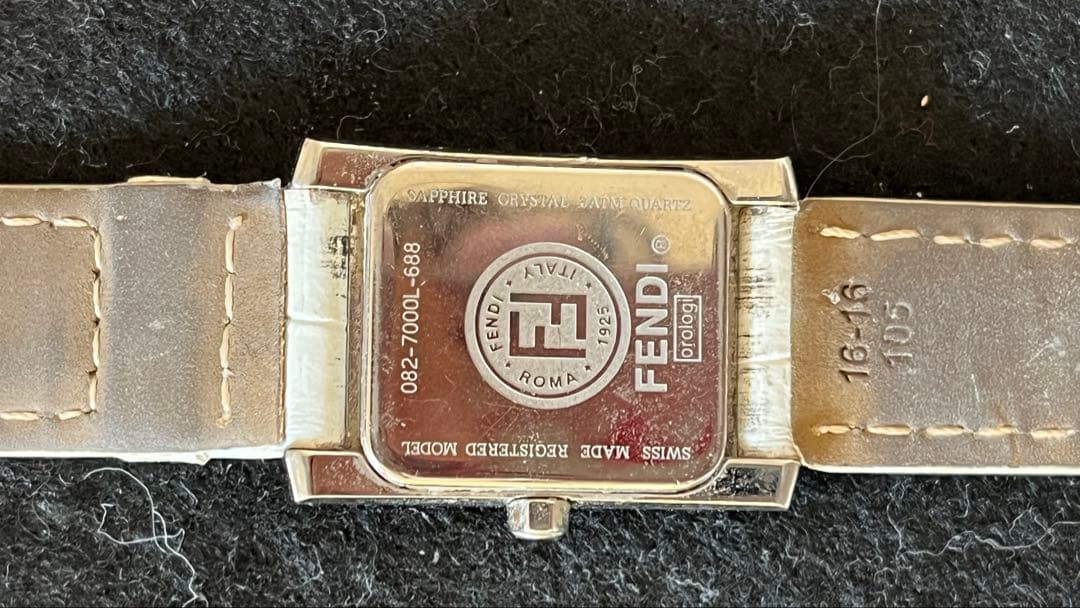 SAPPHIRE CRYSTAL 3ATM QUARTZ
082-7000L-688
FENDI
ITALY
1925
ROMA
FENDI®
orologi
SWISS MADE REGISTERED MODEL
16-16
105